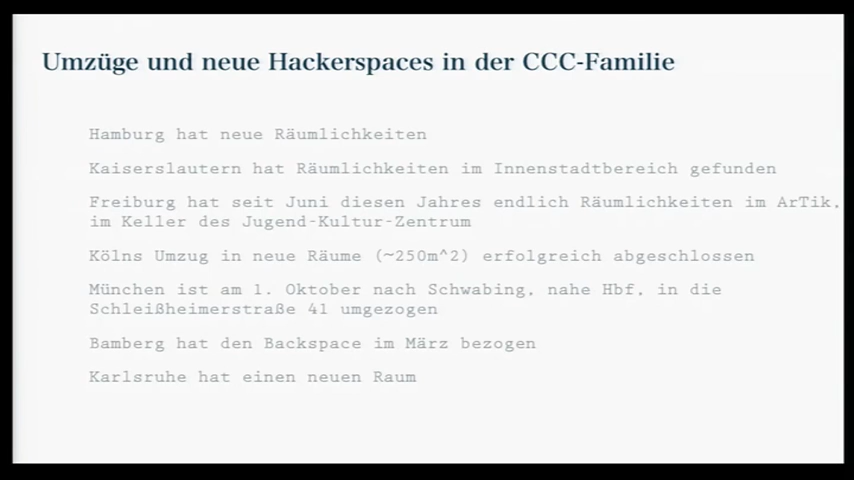 Umzüge und neue Hackerspaces in der CCC-Familie
Hamburg hat neue Räumlichkeiten
Kaiserslautern hat Räumlichkeiten im Innenstadtbereich gefunden
Freiburg hat seit Juni diesen Jahres endlich Räumlichkeiten im ArTik,
im Keller des Jugend-Kultur-Zentrum
Kölns Umzug in neue Räume (~250m^2) erfolgreich abgeschlossen
München ist am 1. Oktober nach Schwabing, nahe Hbf, in die
Schleißheimerstraße 41 umgezogen
Bamberg hat den Backspace im März bezogen
Karlsruhe hat einen neuen Raum